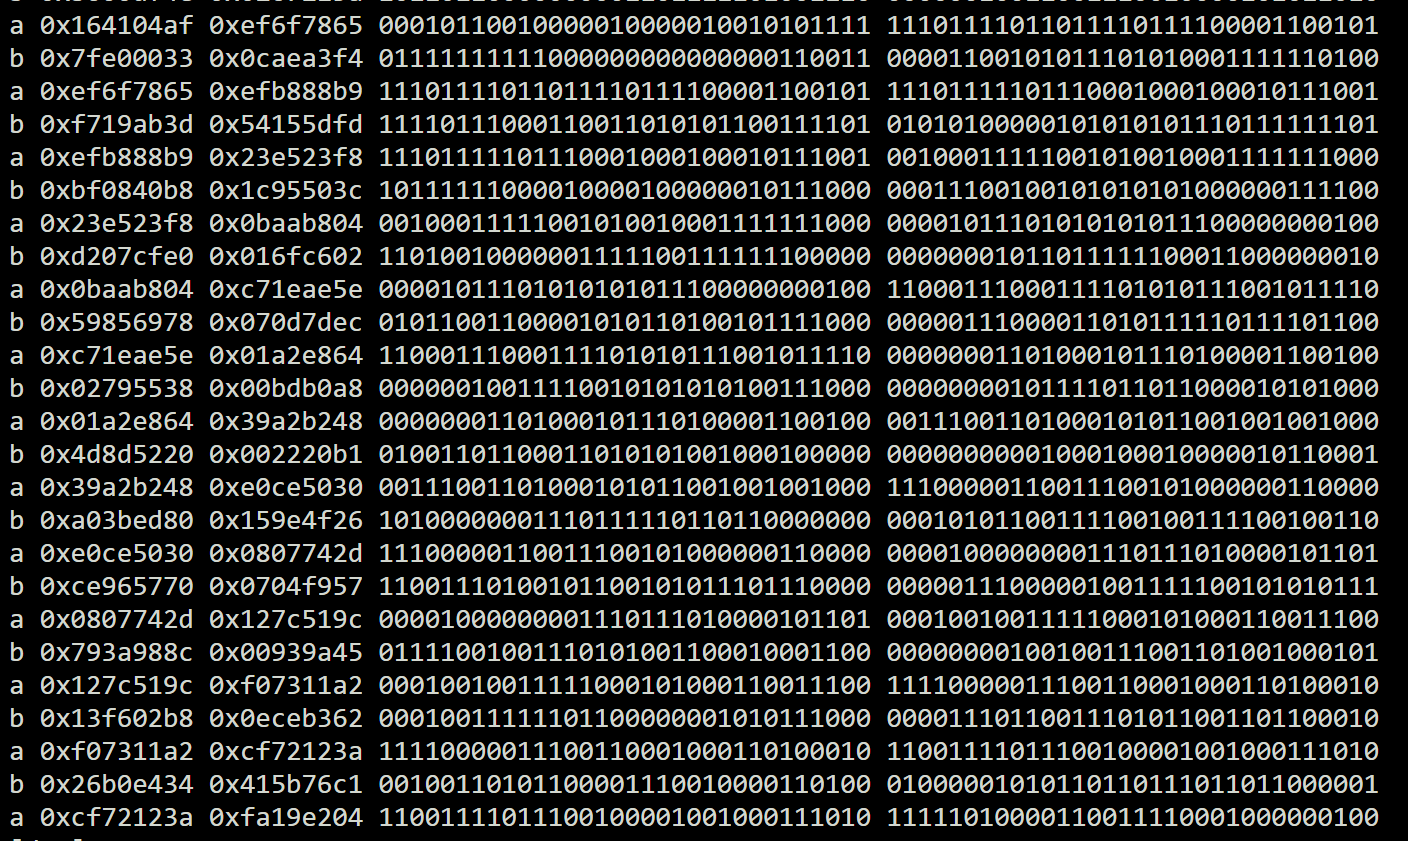 a 0x164104af 0xef6f7865 00010110010000010000010010101111 11101111011011110111100001100101
b 0x7fe00033 0x0caea3f4 01111111111000000000000000110011 00001100101011101010001111110100
a 0xef6f7865 0xefb888b9 11101111011011110111100001100101 11101111101110001000100010111001
b 0xf719ab3d 0x54155dfd 11110111000110011010101100111101 01010100000101010101110111111101
a 0xefb888b9 0x23e523f8 11101111101110001000100010111001 00100011111001010010001111111000
b 0xbf0840b8 0x1c95503c 10111111000010000100000010111000 00011100100101010101000000111100
a 0x23e523f8 0x0baab804 00100011111001010010001111111000 00001011101010101011100000000100
b 0xd207cfe0 0x016fc602 11010010000001111100111111100000 00000001011011111100011000000010
a 0x0baab804 0xc71eae5e 00001011101010101011100000000100 11000111000111101010111001011110
b 0x59856978 0x070d7dec 01011001100001010110100101111000 00000111000011010111110111101100
a 0xc71eae5e 0x01a2e864 11000111000111101010111001011110 00000001101000101110100001100100
b 0x02795538 0x00bdb0a8 00000010011110010101010100111000 00000000101111011011000010101000
a 0x01a2e864 0x39a2b248 00000001101000101110100001100100 00111001101000101011001001001000
b 0x4d8d5220 0x002220b1 01001101100011010101001000100000 00000000001000100010000010110001
a 0x39a2b248 0xe0ce5030 00111001101000101011001001001000 11100000110011100101000000110000
b 0xa03bed80 0x159e4f26 10100000001110111110110110000000 00010101100111100100111100100110
a 0xe0ce5030 0x0807742d 11100000110011100101000000110000 00001000000001110111010000101101
b 0xce965770 0x0704f957 11001110100101100101011101110000 00000111000001001111100101010111
a 0x0807742d 0x127c519c 00001000000001110111010000101101 00010010011111000101000110011100
b 0x793a988c 0x00939a45 01111001001110101001100010001100 00000000100100111001101001000101
a 0x127c519c 0xf07311a2 00010010011111000101000110011100 11110000011100110001000110100010
b 0x13f602b8 0x0eceb362 00010011111101100000001010111000 00001110110011101011001101100010
a 0xf07311a2 0xcf72123a 11110000011100110001000110100010 11001111011100100001001000111010
b 0x26b0e434 0x415b76c1 00100110101100001110010000110100 01000001010110110111011011000001
a 0xcf72123a 0xfa19e204 11001111011100100001001000111010 11111010000110011110001000000100